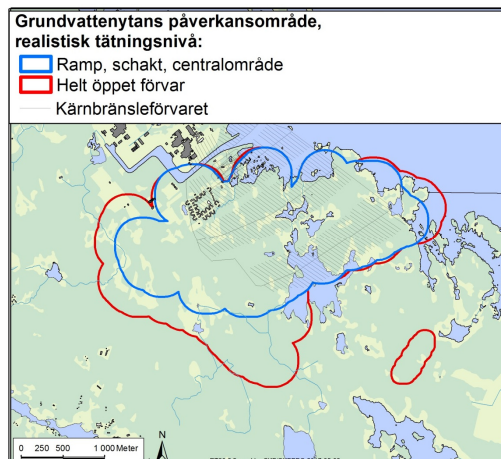 Grundvattenytans påverkansområde,
realistisk tätningsnivå:
Ramp, schakt, centralområde
Helt öppet förvar
Kärnbränsleförvaret
0 250 500 1 000 Meter
N